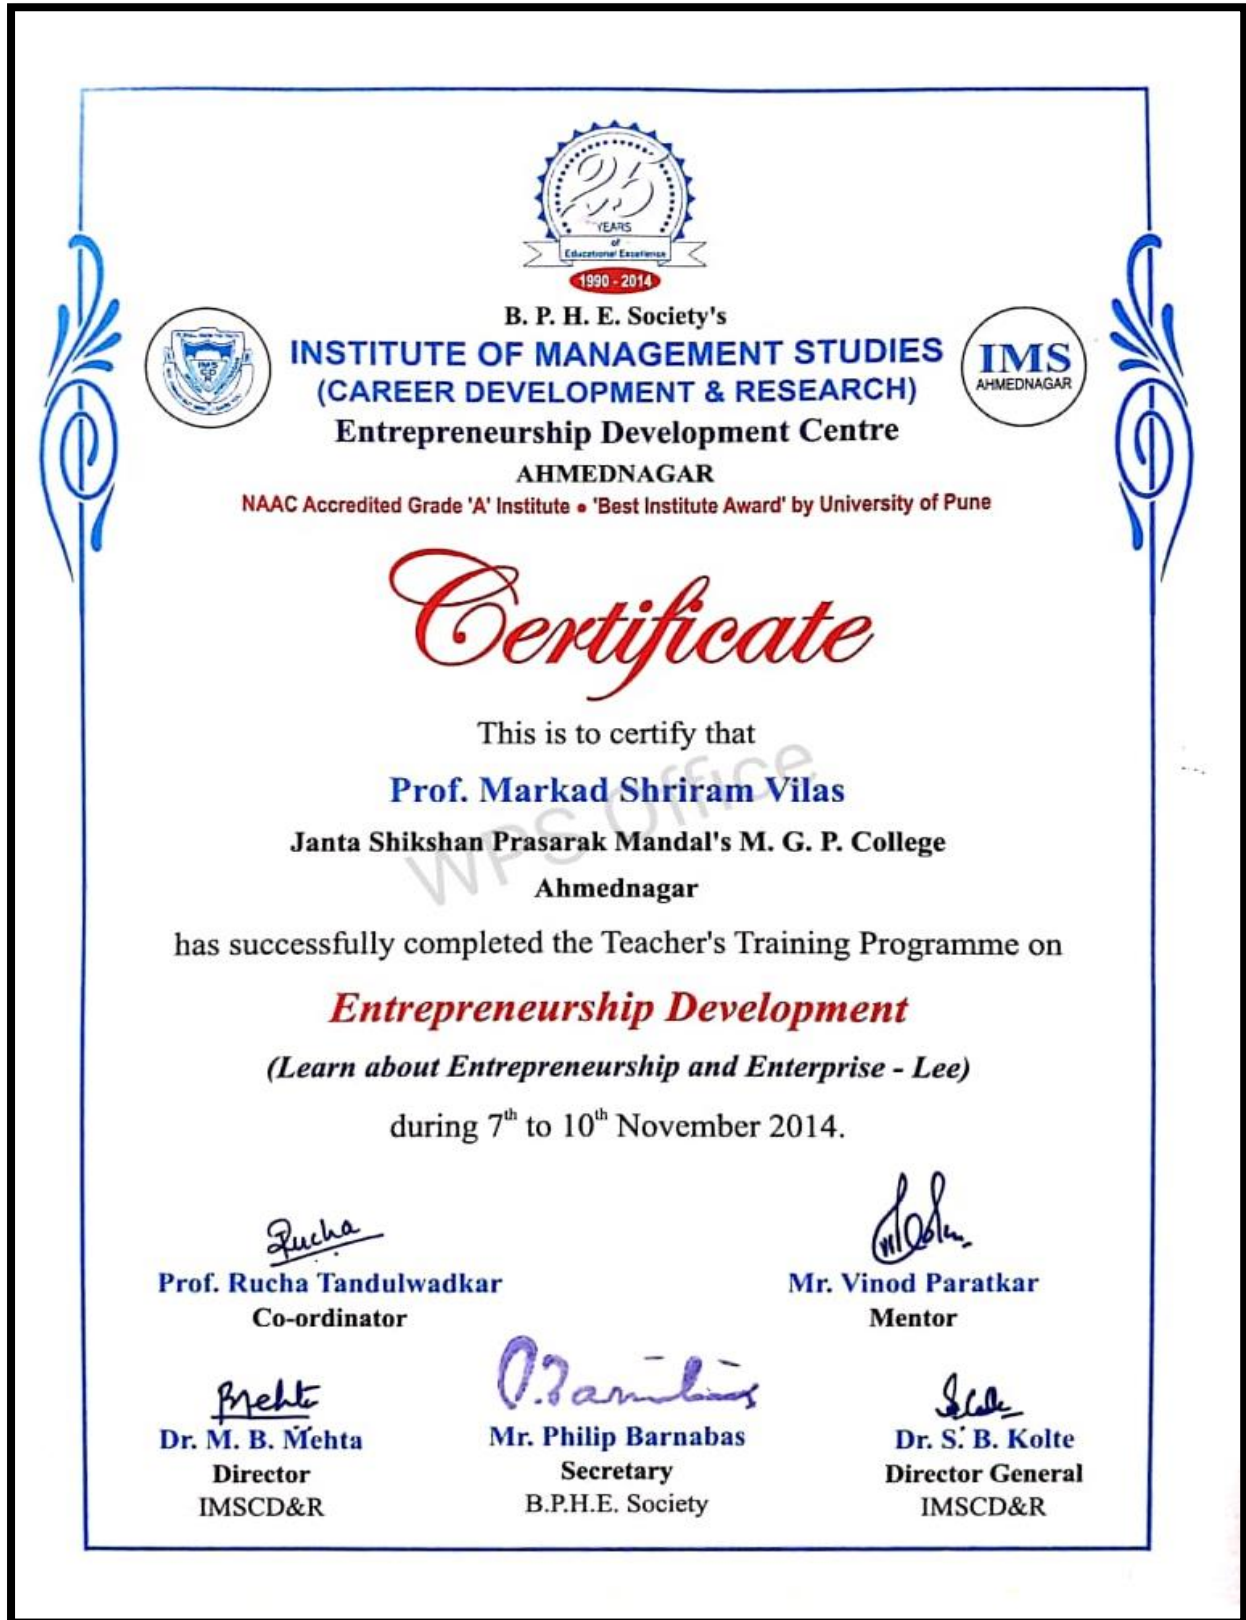 25
YEARS
of
Educational Excellence
1990 - 2014
B. P. H. E. Society's
INSTITUTE OF MANAGEMENT STUDIES
(CAREER DEVELOPMENT & RESEARCH)
IMS
AHMEDNAGAR
Entrepreneurship Development Centre
AHMEDNAGAR
NAAC Accredited Grade 'A' Institute • 'Best Institute Award' by University of Pune
Certificate
This is to certify that
Prof. Markad Shriram Vilas
Janta Shikshan Prasarak Mandal's M. G. P. College
Ahmednagar
WPS Office
has successfully completed the Teacher's Training Programme on
Entrepreneurship Development
(Learn about Entrepreneurship and Enterprise - Lee)
during 7th to 10th November 2014.
Rucha
Prof. Rucha Tandulwadkar
Co-ordinator
Mr. Vinod Paratkar
Mentor
Dr. M. B. Mehta
Director
IMSCD&R
Mr. Philip Barnabas
Secretary
B.P.H.E. Society
Dr. S. B. Kolte
Director General
IMSCD&R